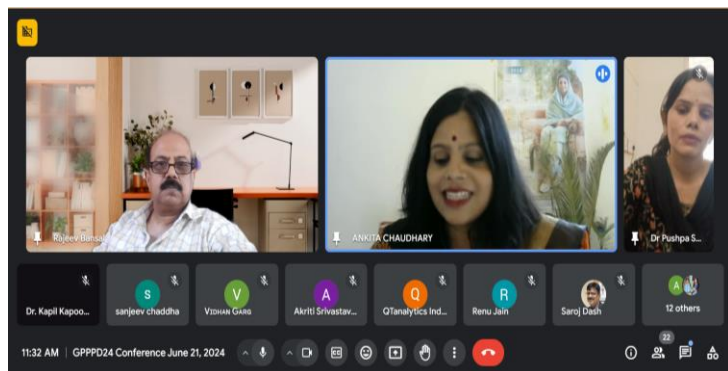 Rajeev Bansal
ANKITA CHAUDHARY
Dr Pushpa S...
Dr. Kapil Kapoo...
S
sanjeev chaddha
V
VIDHAN GARG
A
Akriti Srivastav...
Q
QTanalytics Ind...
R
Renu Jain
Saroj Dash
A
12 others
11:32 AM | GPPPD24 Conference June 21, 2024
CC
22